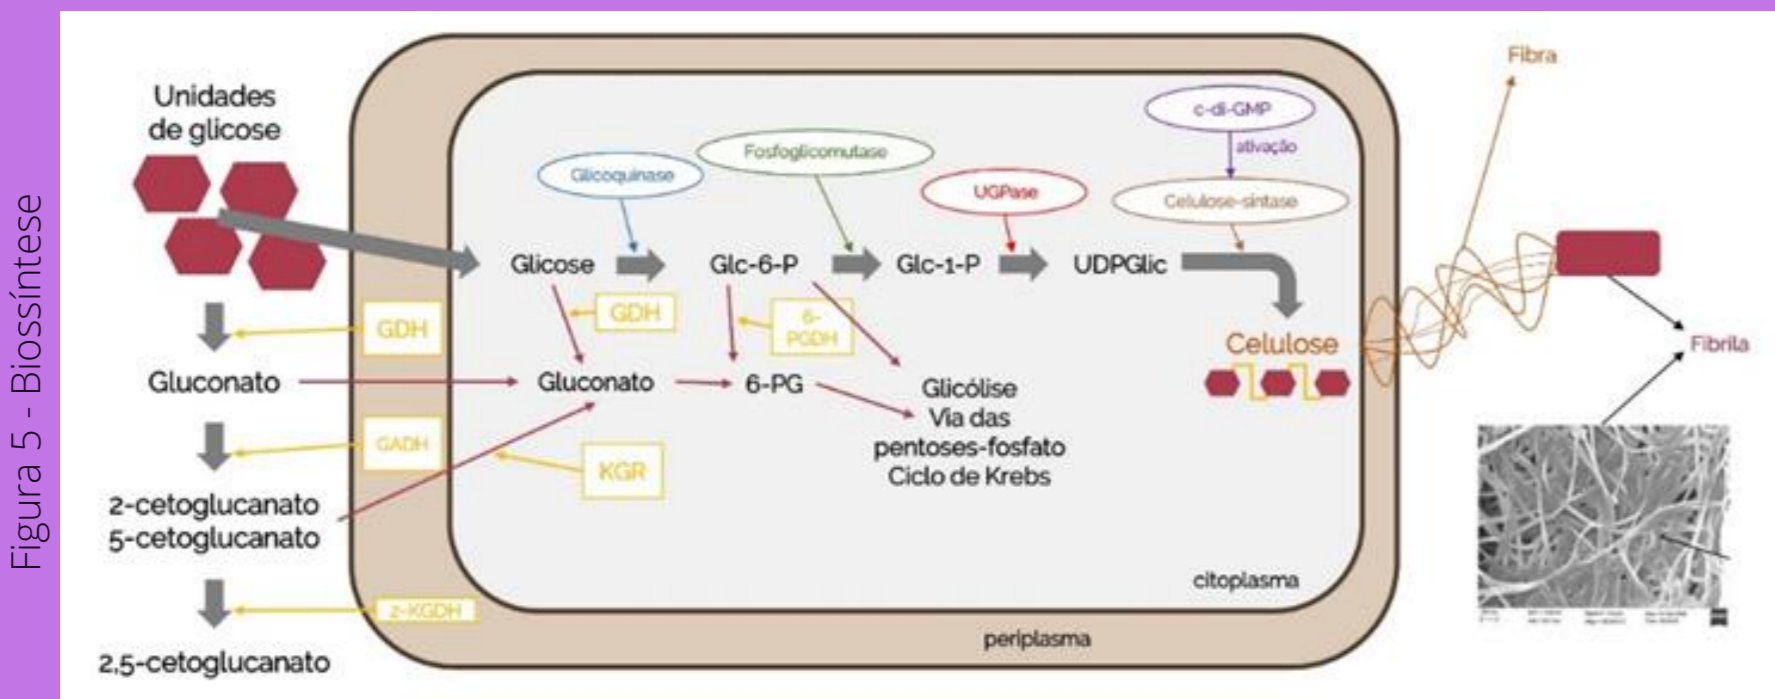 Figura 5 - Biossíntese
Unidades
de glicose
GDH
Gluconato
GADH
2-cetoglucanato
5-cetoglucanato
2-KGDH
2,5-cetoglucanato
Glicoquinase
Fosfoglicomutase
UGPase
c-di-GMP
ativação
Celulose-síntase
Glicose
Glc-6-P
Glc-1-P
UDPGlic
GDH
6-
PGDH
Gluconato
6-PG
Glicólise
Via das
pentoses-fosfato
Ciclo de Krebs
KGR
Celulose
citoplasma
periplasma
Fibra
Fibrila